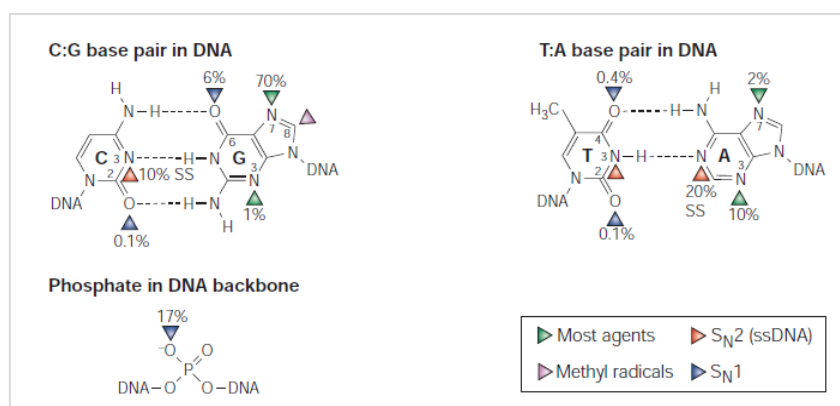 C:G base pair in DNA
T:A base pair in DNA
6% 70%
0.4% 2%
H
N–H O N
H₃C O H–N H N
6 7 8
4 7
C 3 N H–N G N
T 3 N–H N A N
DNA
DNA
N 2 10% SS 3 N
N 2 N 3
20% SS 10%
DNA O H–N 1%
DNA O
H
0.1%
0.1%
Phosphate in DNA backbone
17%
⁻O O
P
DNA–O O–DNA
Most agents
S_N2 (ssDNA)
Methyl radicals
S_N1